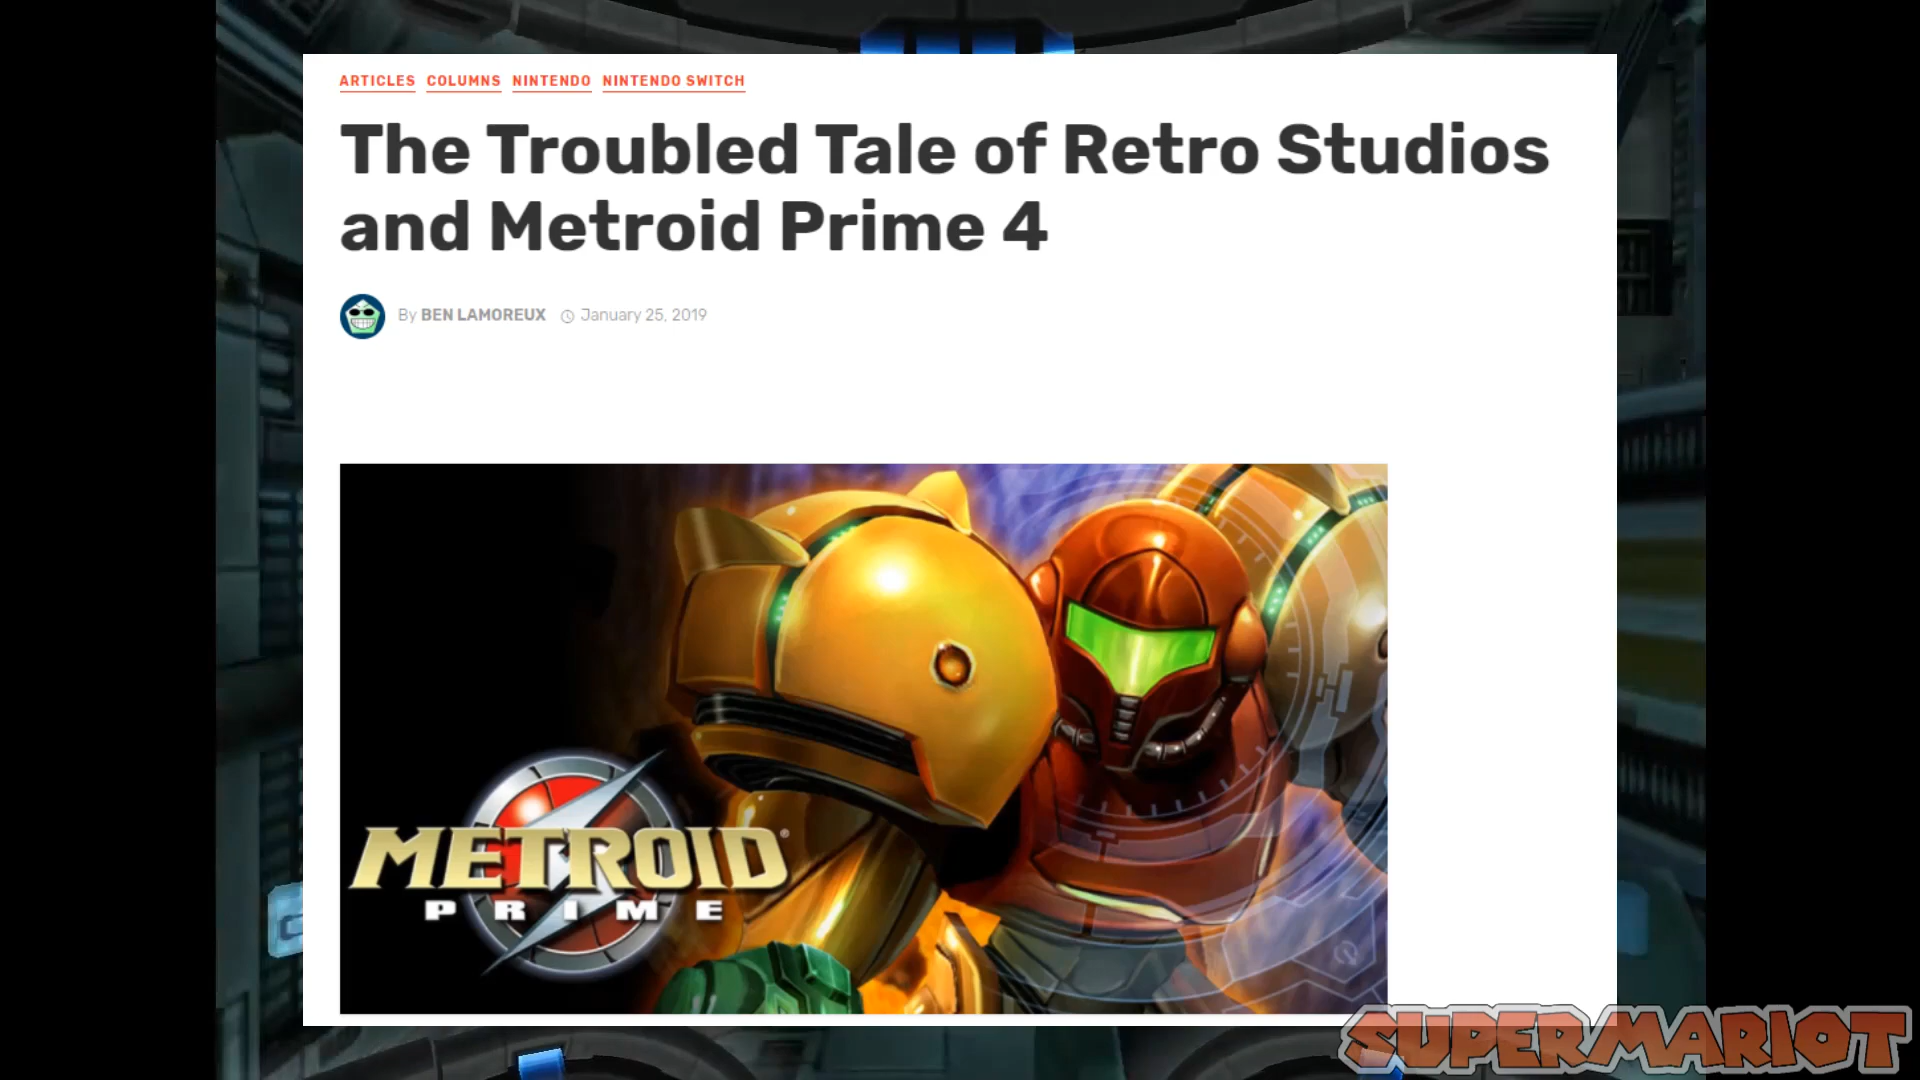 ARTICLES COLUMNS NINTENDO NINTENDO SWITCH
The Troubled Tale of Retro Studios
and Metroid Prime 4
By BEN LAMOREUX January 25, 2019
METROID®
PRIME
SUPERMARIOT